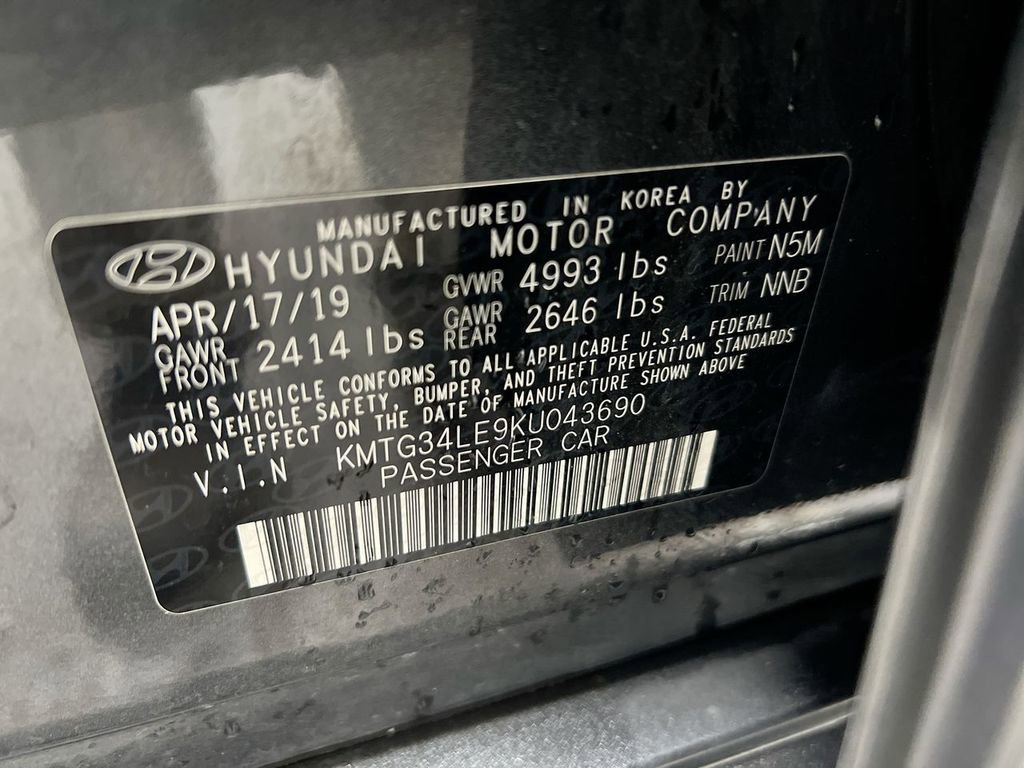 MANUFACTURED IN KOREA BY
HYUNDAI MOTOR COMPANY
APR/17/19 GVWR 4993 lbs PAINT N5M
GAWR FRONT 2414 lbs GAWR REAR 2646 lbs TRIM NNB
THIS VEHICLE CONFORMS TO ALL APPLICABLE U.S.A. FEDERAL
MOTOR VEHICLE SAFETY, BUMPER, AND THEFT PREVENTION STANDARDS
IN EFFECT ON THE DATE OF MANUFACTURE SHOWN ABOVE
V.I.N KMTG34LE9KU043690
PASSENGER CAR